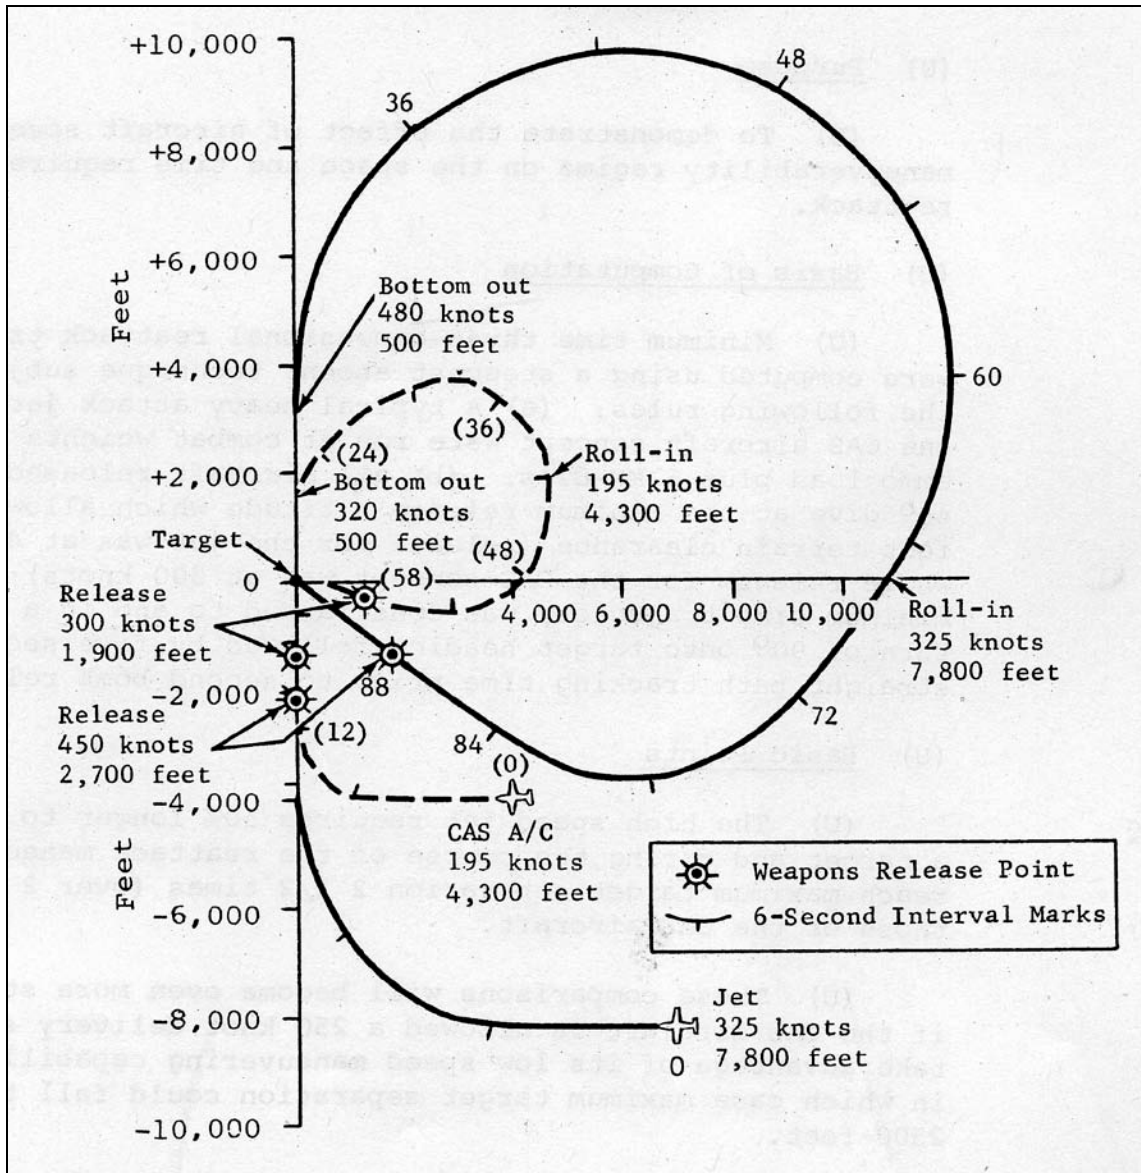 +10,000
48
36
+8,000
+6,000
Feet
Bottom out
480 knots
500 feet
+4,000
60
(36)
(24)
Roll-in
195 knots
4,300 feet
+2,000
Bottom out
320 knots
500 feet
Target
(48)
(58)
0
4,000 6,000 8,000 10,000
Release
300 knots
1,900 feet
Roll-in
325 knots
7,800 feet
88
-2,000
72
Release
450 knots
2,700 feet
(12)
84
(0)
-4,000
CAS A/C
195 knots
4,300 feet
Feet
Weapons Release Point
6-Second Interval Marks
-6,000
-8,000
Jet
325 knots
7,800 feet
0
-10,000